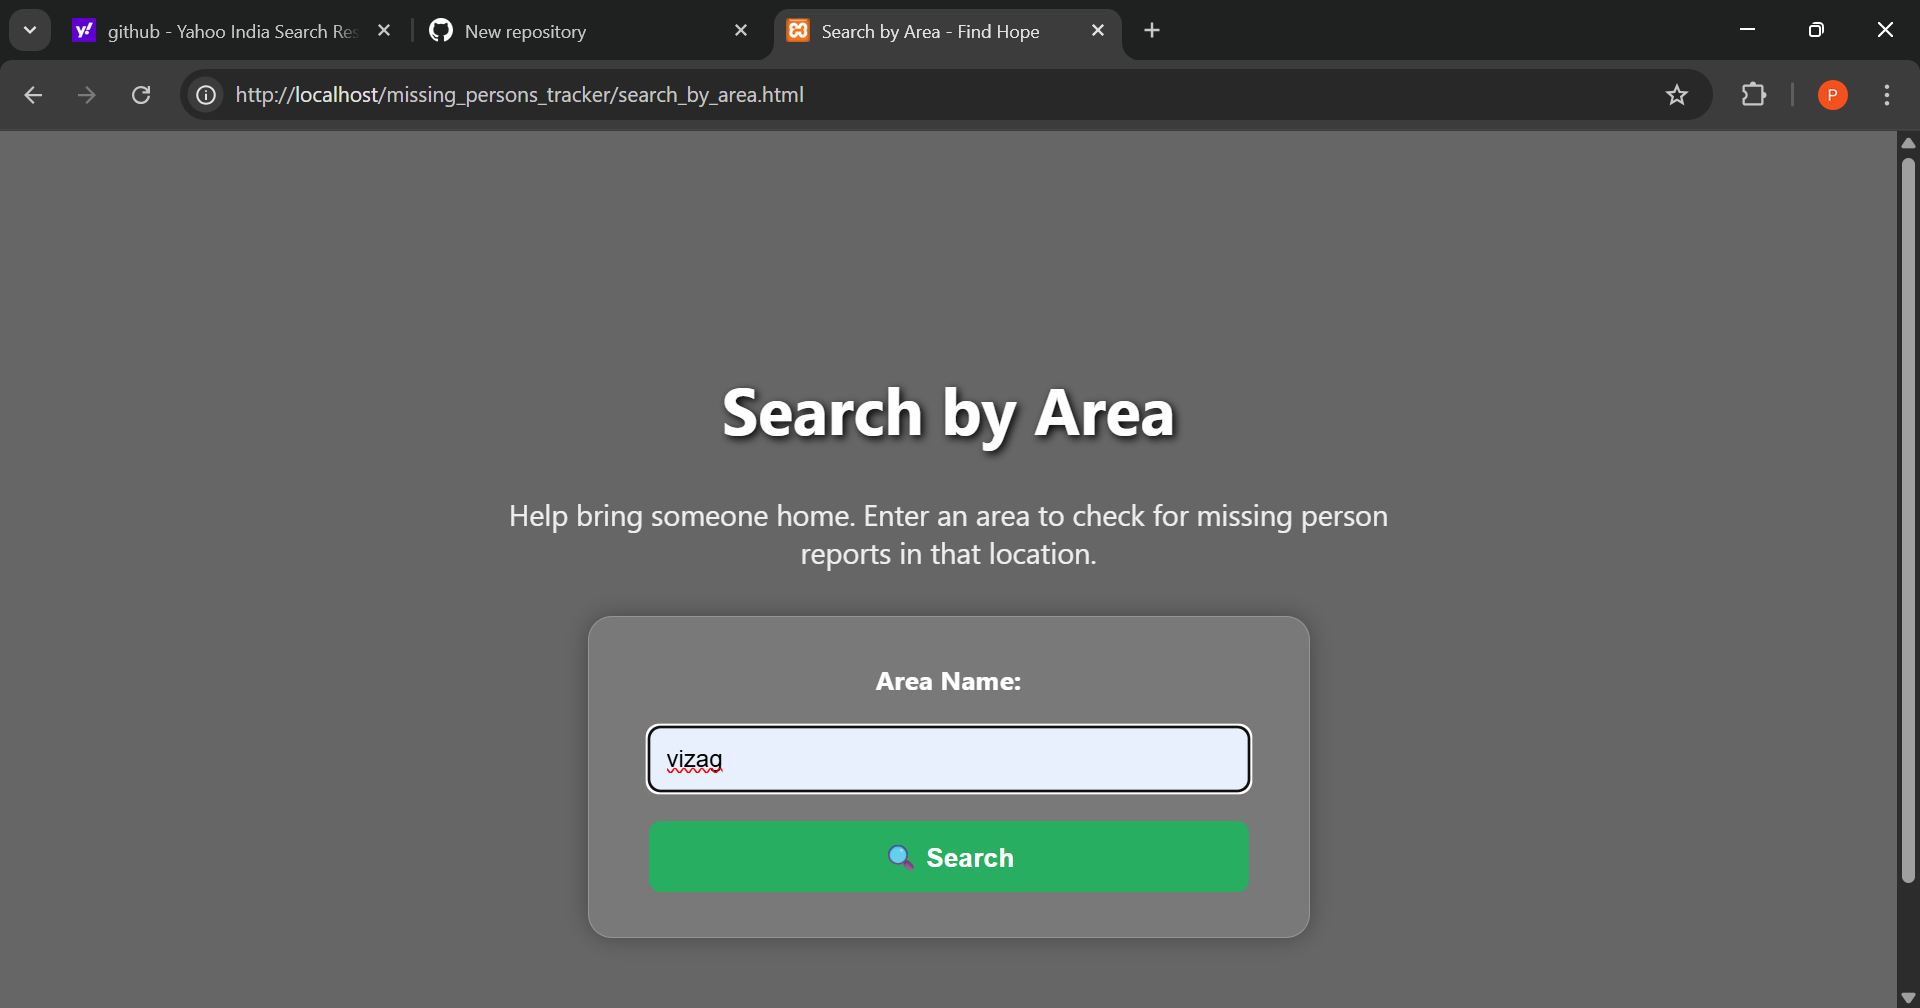 github - Yahoo India Search Res
New repository
Search by Area - Find Hope
http://localhost/missing_persons_tracker/search_by_area.html
P
Search by Area
Help bring someone home. Enter an area to check for missing person
reports in that location.
Area Name:
vizag
Search